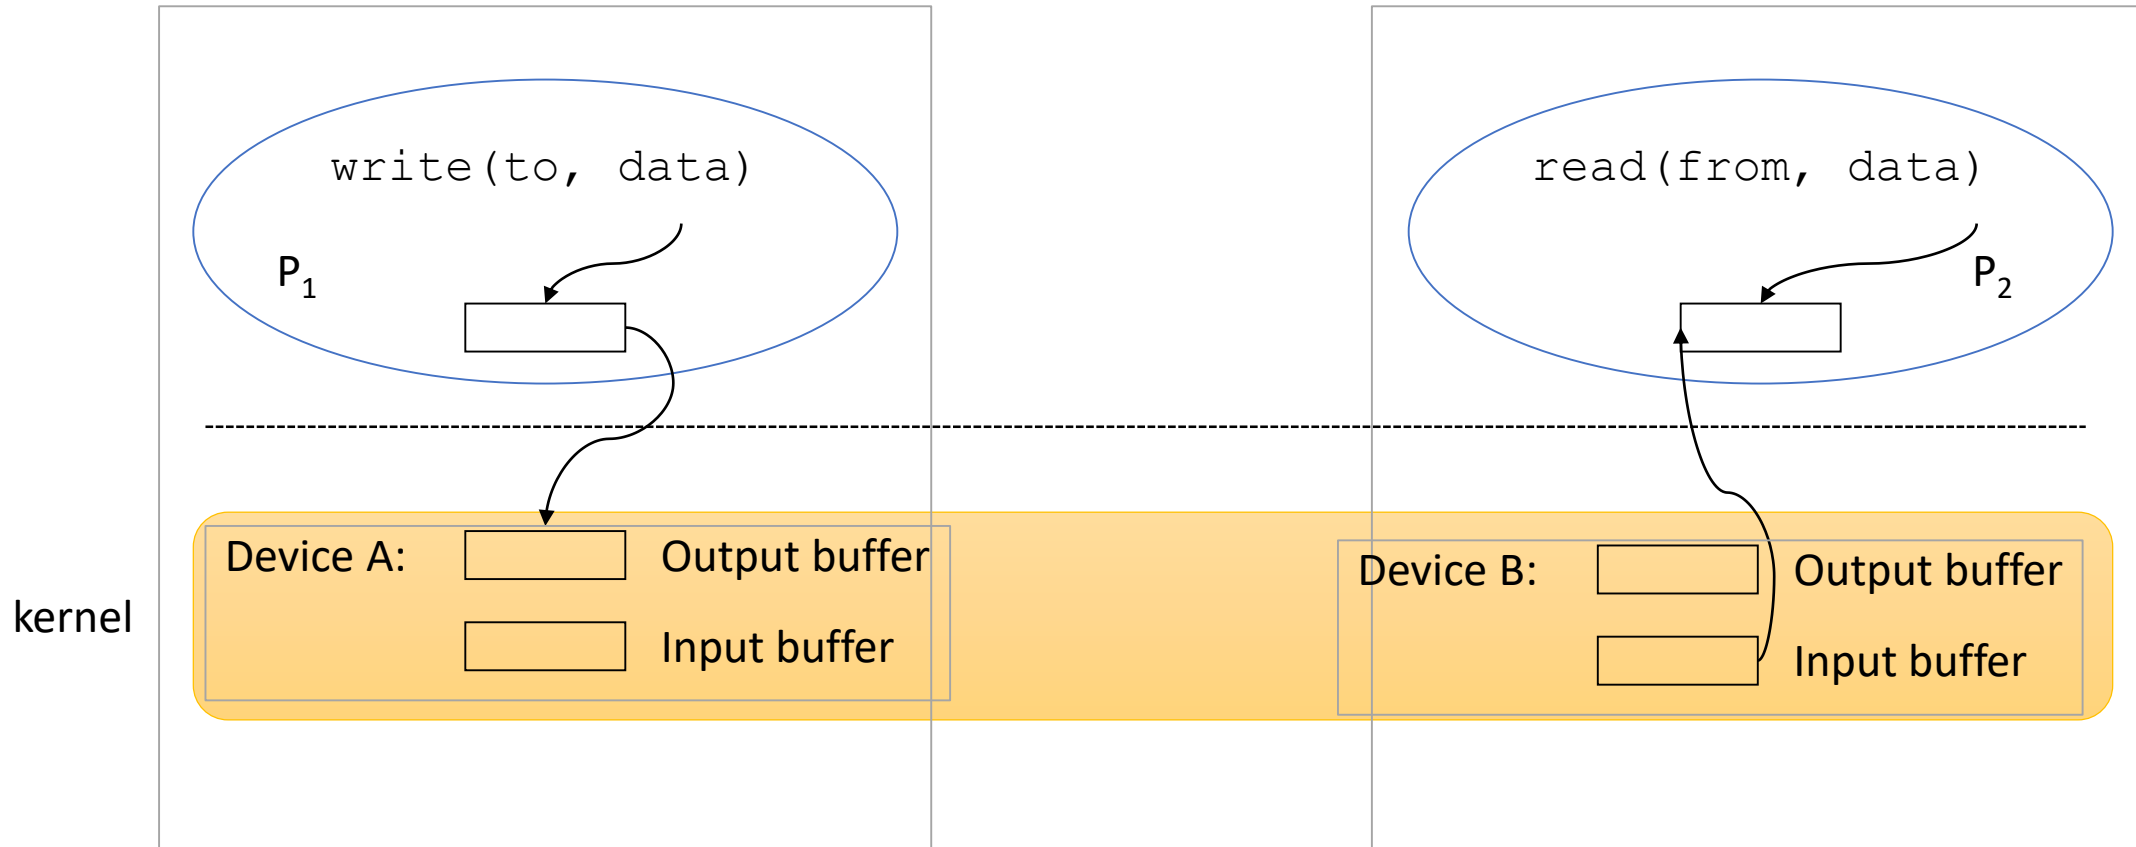 write(to, data)
read(from, data)
P1
P2
Device A:
Output buffer
Device B:
Output buffer
kernel
Input buffer
Input buffer